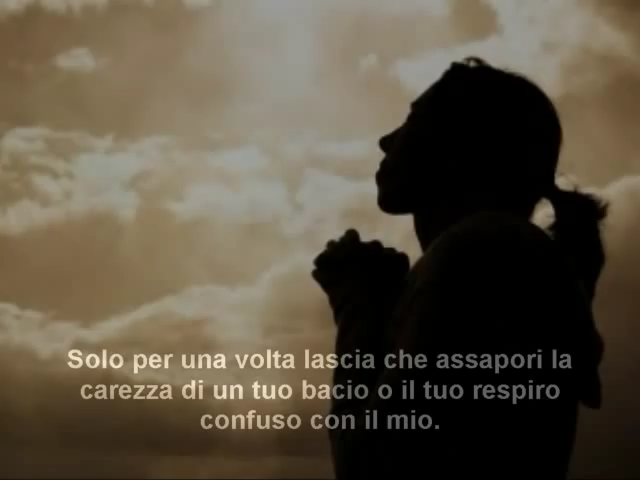 Solo per una volta lascia che assapori la
carezza di un tuo bacio o il tuo respiro
confuso con il mio.